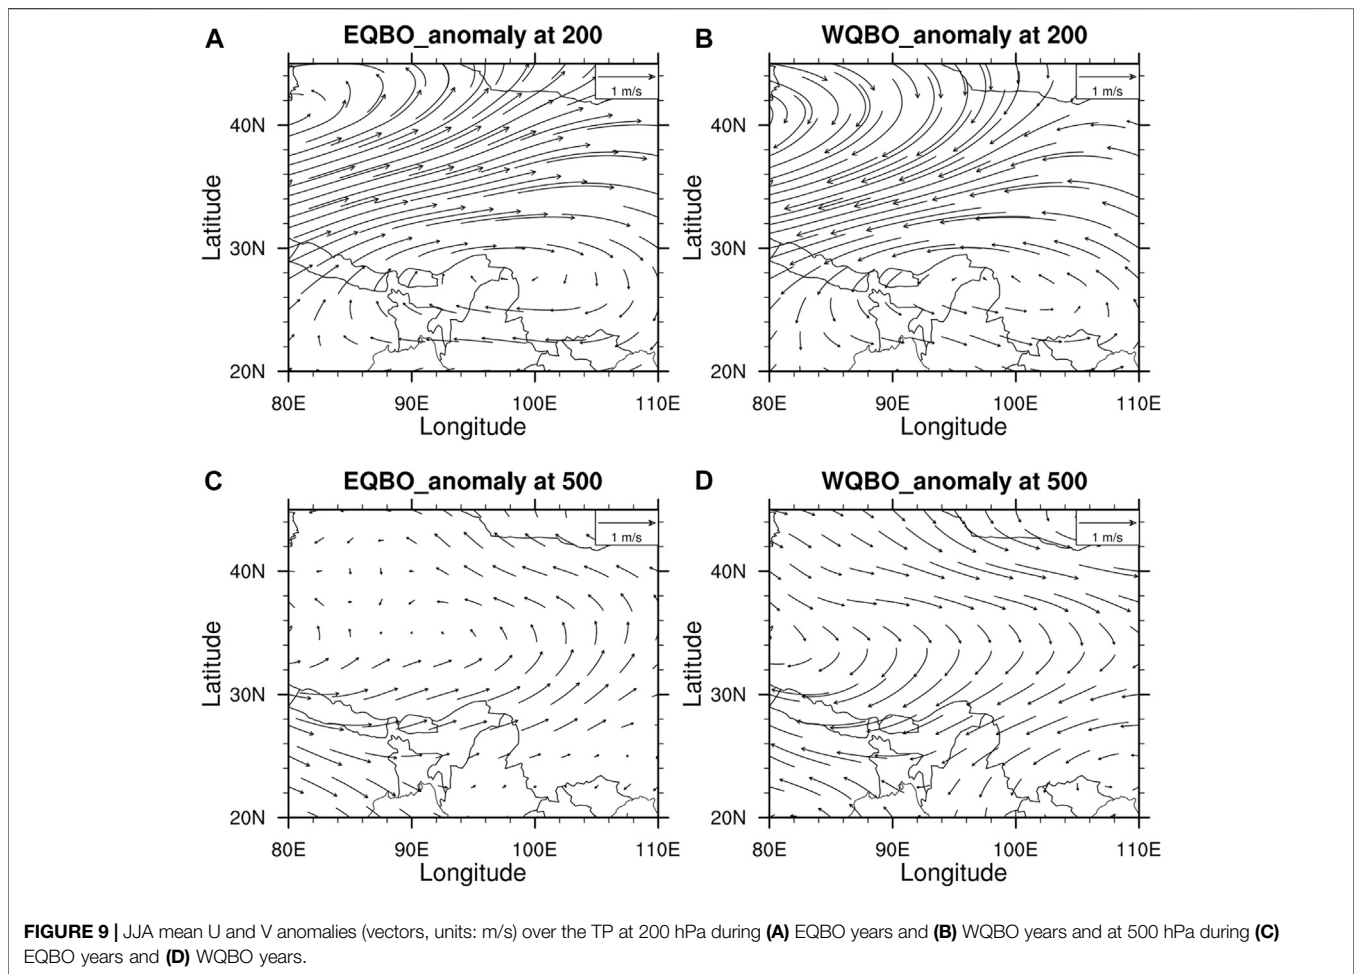 A EQBO_anomaly at 200 B WQBO_anomaly at 200
1 m/s 1 m/s
40N 40N
Latitude Latitude
30N 30N
20N 20N
80E 90E 100E 110E 80E 90E 100E 110E
Longitude Longitude
C EQBO_anomaly at 500 D WQBO_anomaly at 500
1 m/s 1 m/s
40N 40N
Latitude Latitude
30N 30N
20N 20N
80E 90E 100E 110E 80E 90E 100E 110E
Longitude Longitude
FIGURE 9 | JJA mean U and V anomalies (vectors, units: m/s) over the TP at 200 hPa during (A) EQBO years and (B) WQBO years and at 500 hPa during (C)
EQBO years and (D) WQBO years.